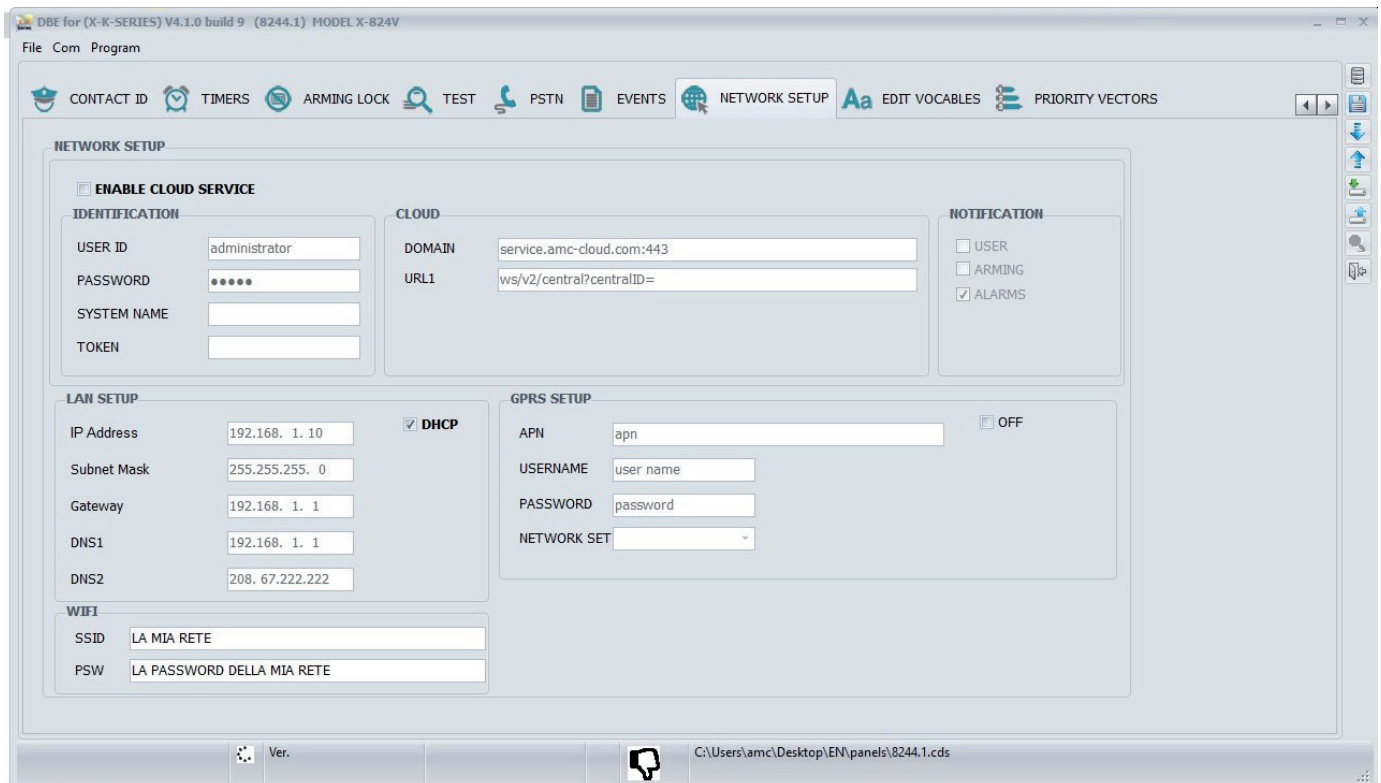 DBE for (X-K-SERIES) V4.1.0 build 9 (8244.1) MODEL X-824V
File Com Program
CONTACT ID TIMERS ARMING LOCK TEST PSTN EVENTS NETWORK SETUP Aa EDIT VOCABLES PRIORITY VECTORS
NETWORK SETUP
ENABLE CLOUD SERVICE
IDENTIFICATION
USER ID administrator
PASSWORD •••••
SYSTEM NAME
TOKEN
CLOUD
DOMAIN service.amc-cloud.com:443
URL1 ws/v2/central?centralID=
NOTIFICATION
USER
ARMING
ALARMS
LAN SETUP
DHCP
IP Address 192.168. 1. 10
Subnet Mask 255.255.255. 0
Gateway 192.168. 1. 1
DNS1 192.168. 1. 1
DNS2 208. 67.222.222
GPRS SETUP
OFF
APN apn
USERNAME user name
PASSWORD password
NETWORK SET
WIFI
SSID LA MIA RETE
PSW LA PASSWORD DELLA MIA RETE
Ver. C:\Users\amc\Desktop\EN\panels\8244.1.cds